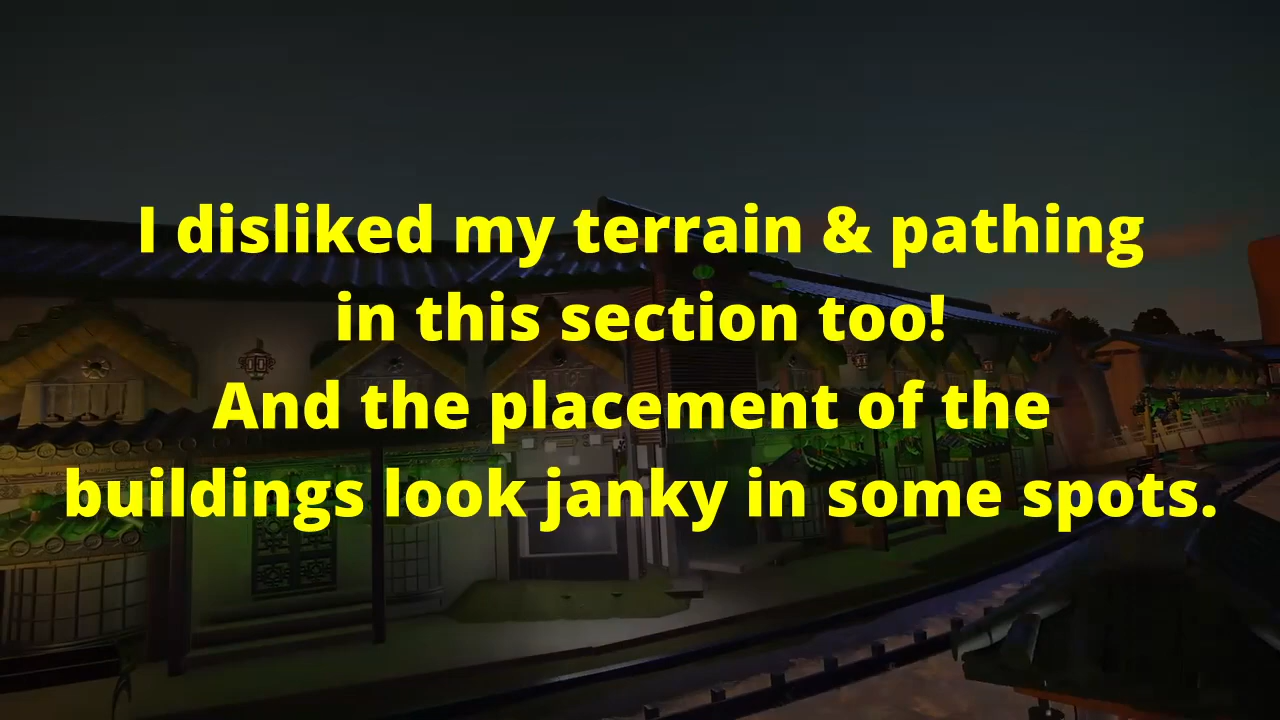 I disliked my terrain & pathing
in this section too!
And the placement of the
buildings look janky in some spots.